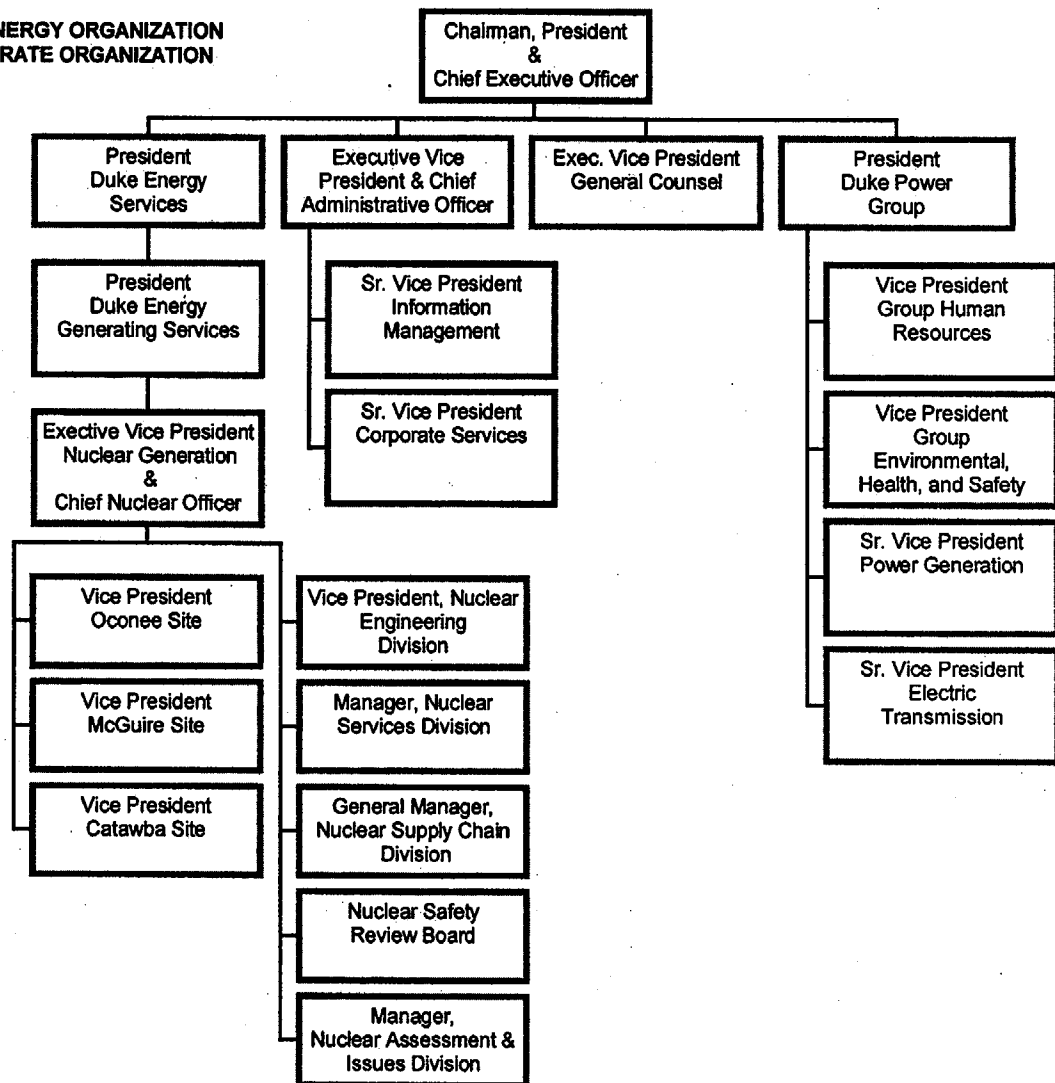 NERGY ORGANIZATION
RATE ORGANIZATION
Chairman, President
&
Chief Executive Officer
President
Duke Energy
Services
Executive Vice
President & Chief
Administrative Officer
Exec. Vice President
General Counsel
President
Duke Power
Group
President
Duke Energy
Generating Services
Sr. Vice President
Information
Management
Vice President
Group Human
Resources
Exective Vice President
Nuclear Generation
&
Chief Nuclear Officer
Sr. Vice President
Corporate Services
Vice President
Group
Environmental,
Health, and Safety
Sr. Vice President
Power Generation
Sr. Vice President
Electric
Transmission
Vice President
Oconee Site
Vice President
McGuire Site
Vice President
Catawba Site
Vice President, Nuclear
Engineering
Division
Manager, Nuclear
Services Division
General Manager,
Nuclear Supply Chain
Division
Nuclear Safety
Review Board
Manager,
Nuclear Assessment &
Issues Division